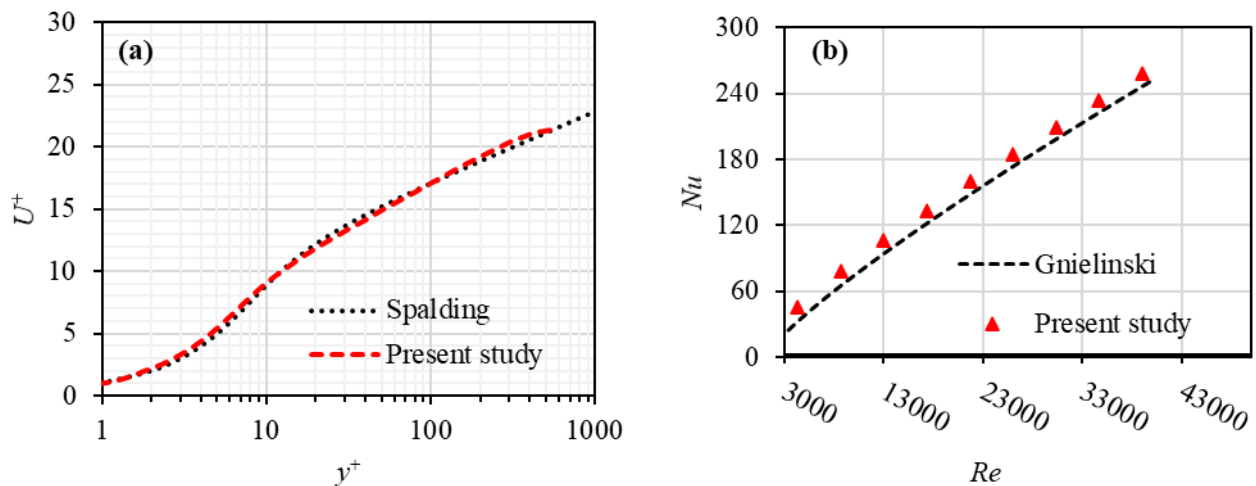 (a)
30
25
20
15
10
5
0
U+
1
10
100
1000
y+
Spalding
Present study
(b)
300
240
180
120
60
0
Nu
3000
13000
23000
33000
43000
Re
Gnielinski
Present study